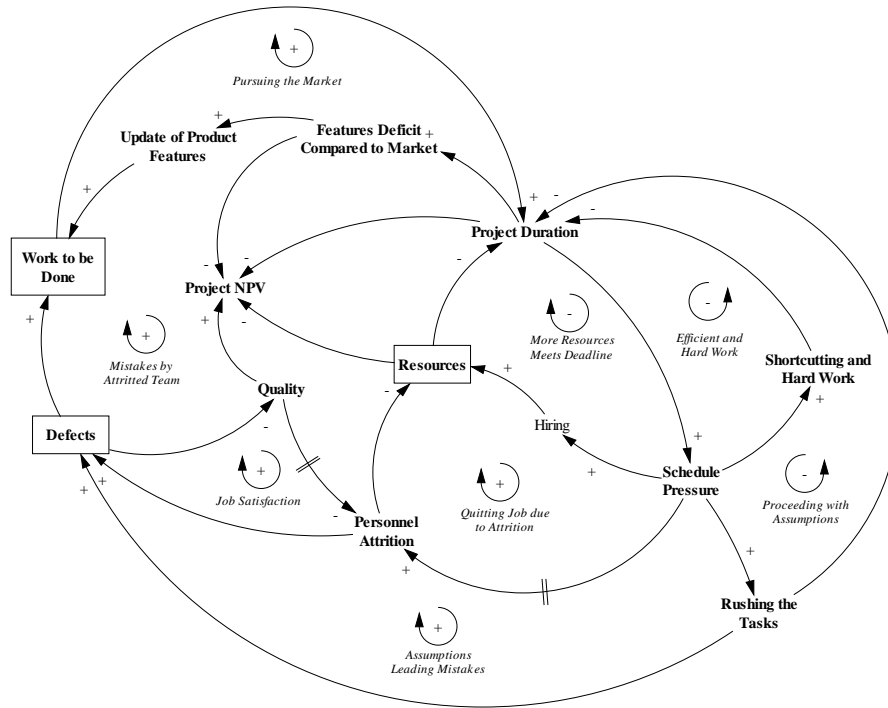 +
Pursuing the Market
+
Update of Product
Features
Features Deficit
Compared to Market
+
+
+
-
-
Work to be
Done
Project Duration
-
-
-
Project NPV
+
-
+
+
Mistakes by
Attritted Team
-
More Resources
Meets Deadline
-
Efficient and
Hard Work
Resources
+
Shortcutting and
Hard Work
+
Quality
-
-
Hiring
Defects
+
+
+
Job Satisfaction
+
Quitting Job due
to Attrition
+
+
Schedule
Pressure
-
Proceeding with
Assumptions
-
Personnel
Attrition
+
+
Rushing the
Tasks
+
Assumptions
Leading Mistakes